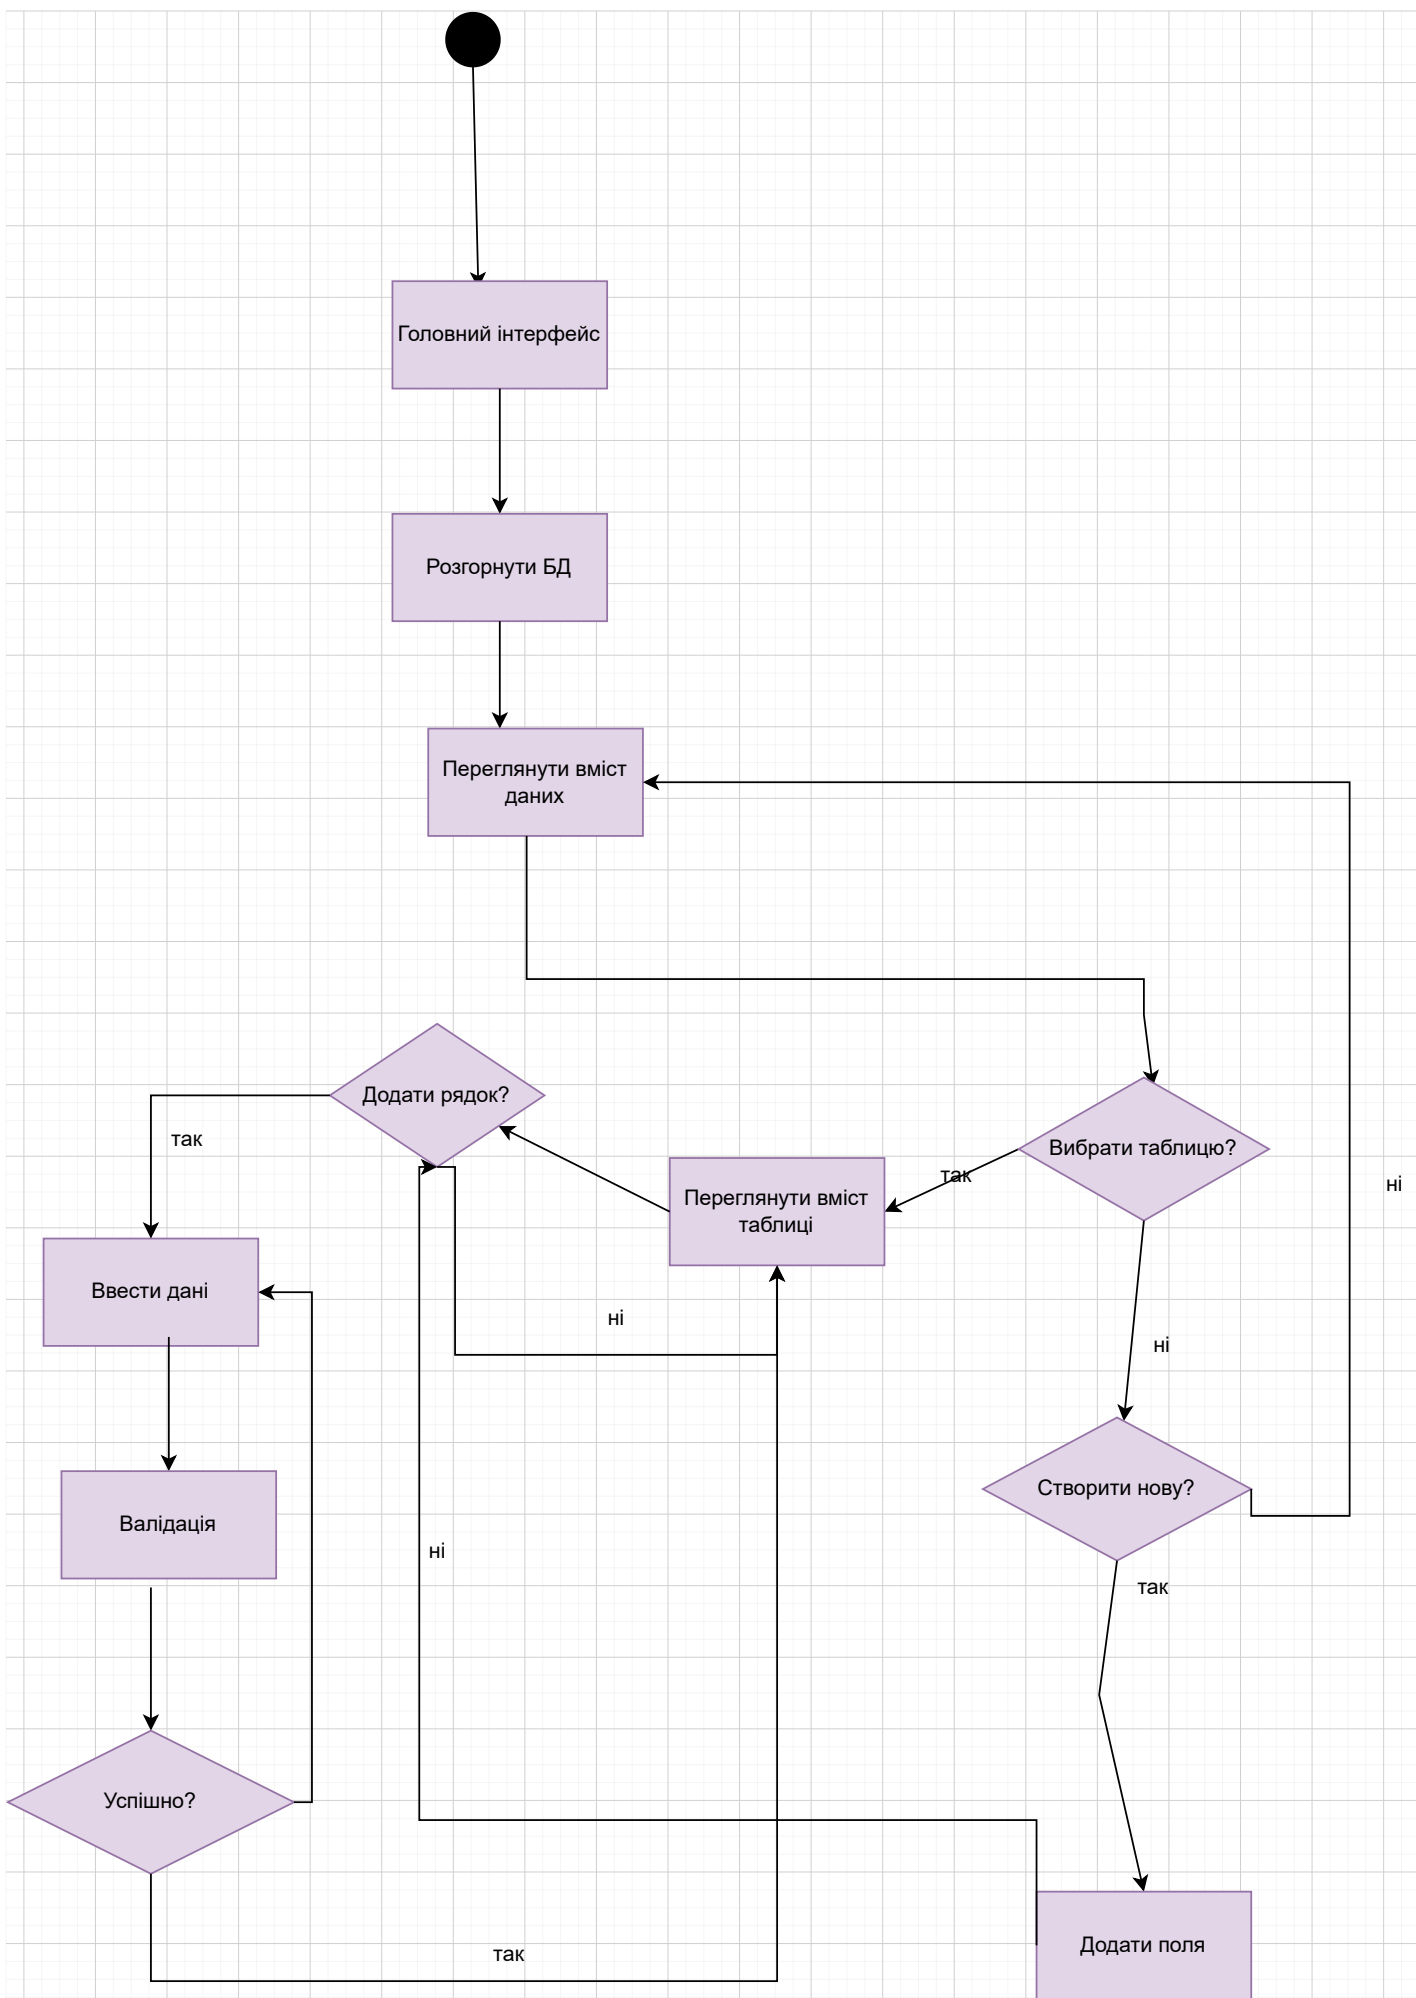 Головний інтерфейс
Розгорнути БД
Переглянути вміст
даних
Додати рядок?
так
Вибрати таблицю?
так
ні
Переглянути вміст
таблиці
Ввести дані
ні
ні
Створити нову?
Валідація
ні
так
Успішно?
так
Додати поля